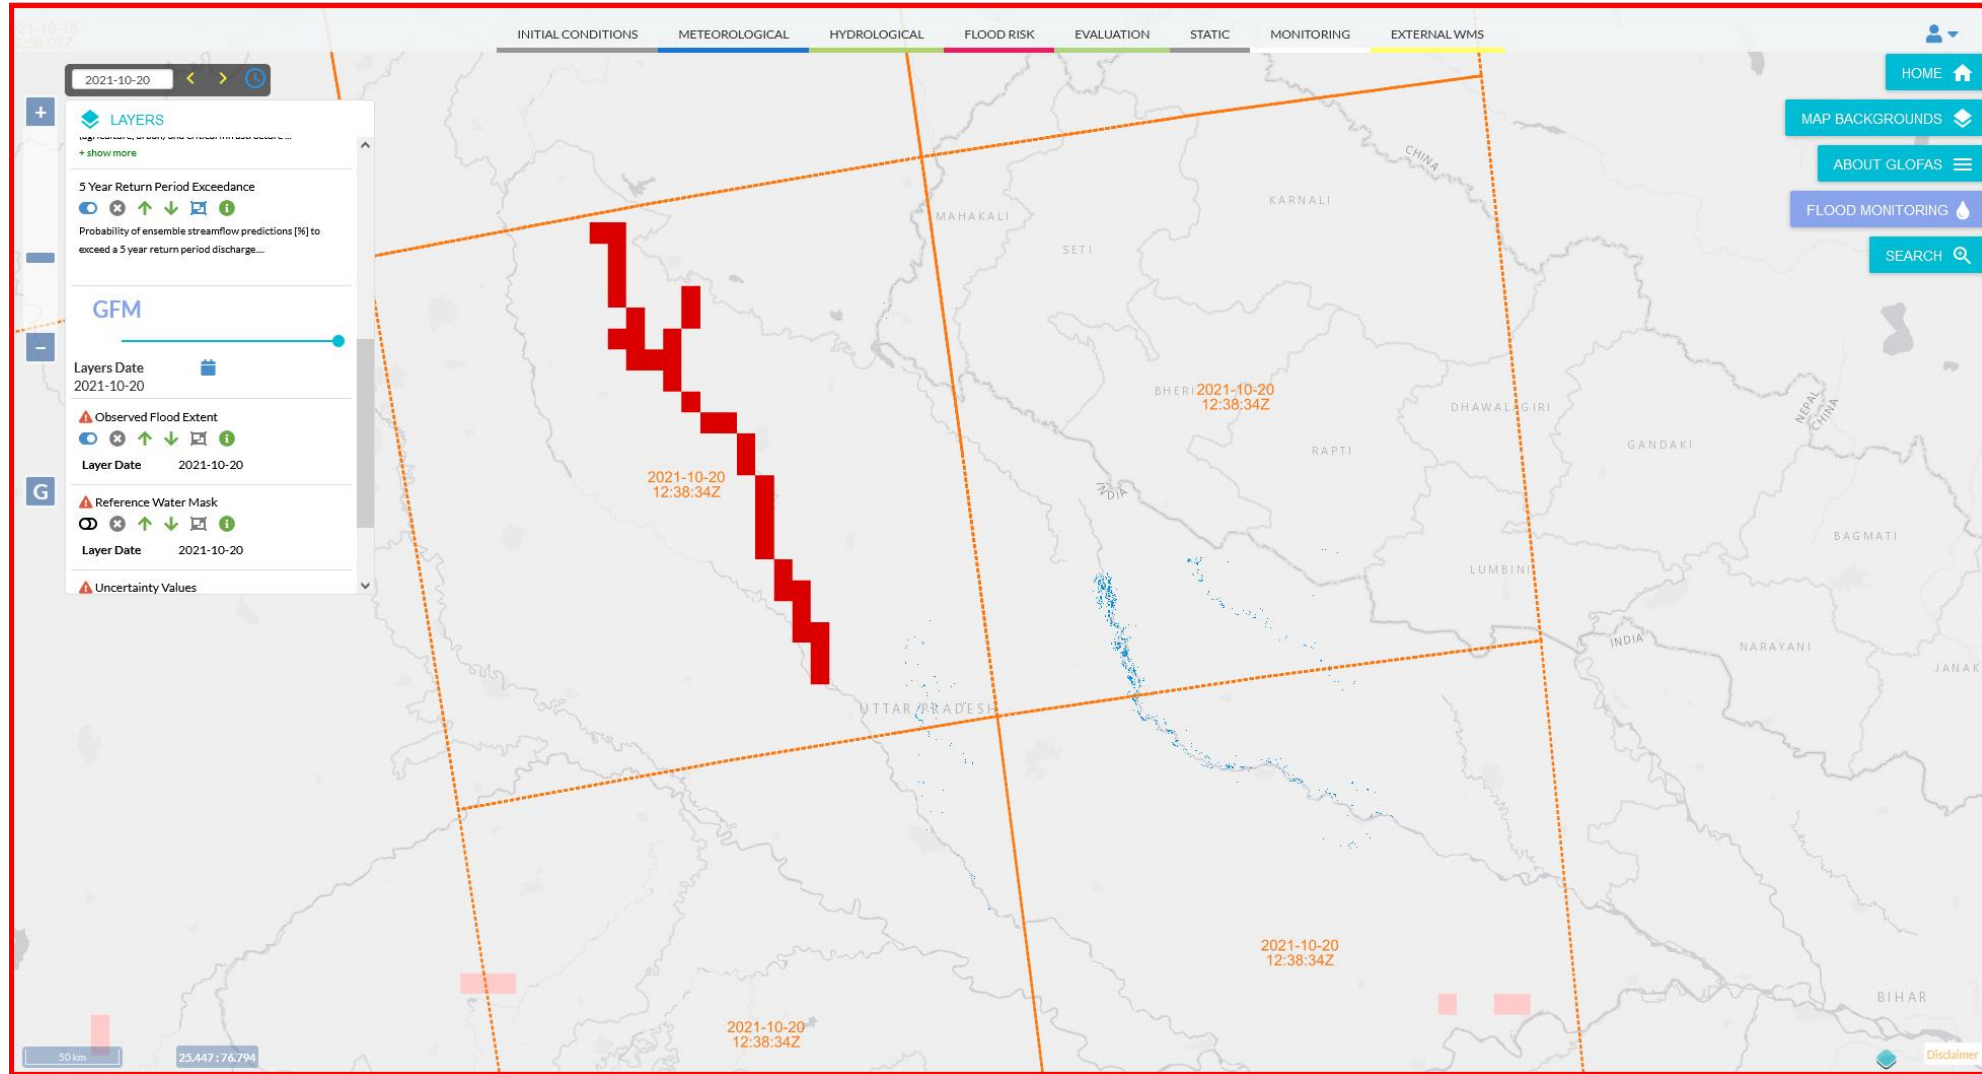 INITIAL CONDITIONS
METEOROLOGICAL
HYDROLOGICAL
FLOOD RISK
EVALUATION
STATIC
MONITORING
EXTERNAL WMS
2021-10-20
HOME
MAP BACKGROUNDS
ABOUT GLOFAS
FLOOD MONITORING
SEARCH
+
LAYERS
+ show more
5 Year Return Period Exceedance
Probability of ensemble streamflow predictions [%] to
exceed a 5 year return period discharge....
GFM
Layers Date
2021-10-20
Observed Flood Extent
Layer Date 2021-10-20
Reference Water Mask
Layer Date 2021-10-20
Uncertainty Values
−
G
CHINA
KARNALI
MAHAKALI
SETI
BHERI
2021-10-20
12:38:34Z
DHAWALAGIRI
NEPAL
CHINA
GANDAKI
RAPTI
2021-10-20
12:38:34Z
INDIA
BAGMATI
LUMBINI
INDIA
NARAYANI
JANAK
UTTAR PRADESH
2021-10-20
12:38:34Z
BIHAR
2021-10-20
12:38:34Z
50 km
25.447 : 76.794
Disclaimer